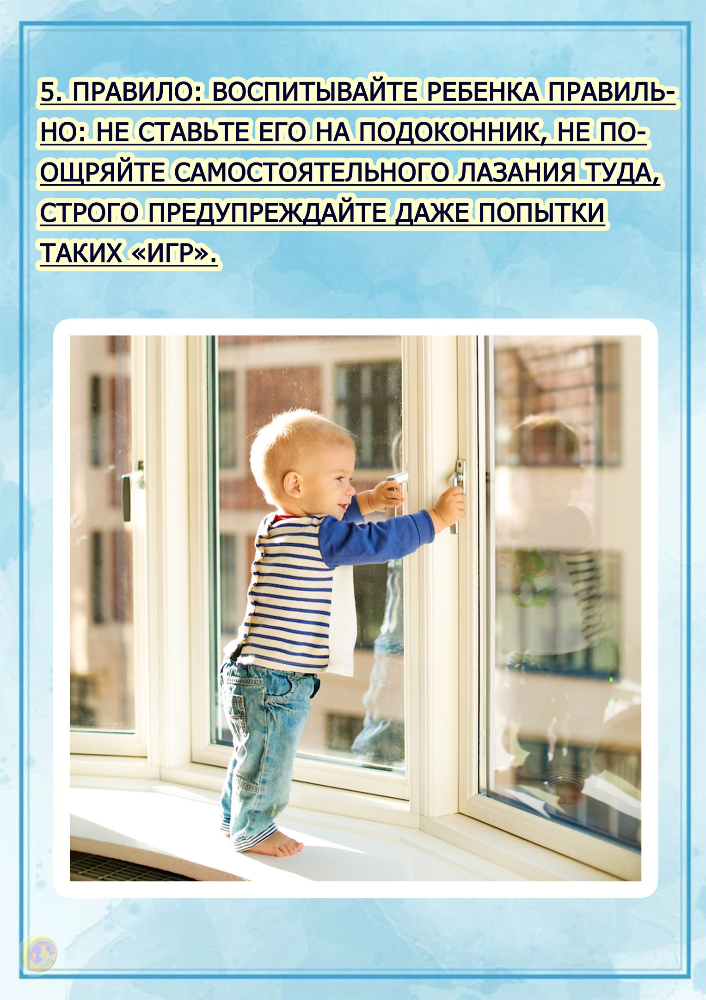 5. ПРАВИЛО: ВОСПИТЫВАЙТЕ РЕБЕНКА ПРАВИЛЬ-
НО: НЕ СТАВЬТЕ ЕГО НА ПОДОКОННИК, НЕ ПО-
ОЩРЯЙТЕ САМОСТОЯТЕЛЬНОГО ЛАЗАНИЯ ТУДА,
СТРОГО ПРЕДУПРЕЖДАЙТЕ ДАЖЕ ПОПЫТКИ
ТАКИХ «ИГР».